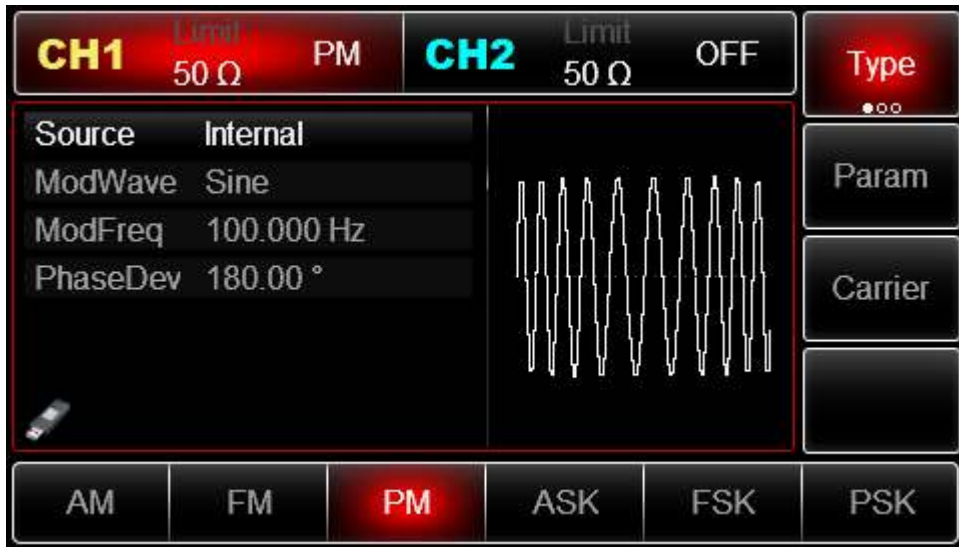 CH1 Limit 50 Ω PM
CH2 Limit 50 Ω OFF
Type
Source Internal
ModWave Sine
ModFreq 100.000 Hz
PhaseDev 180.00 °
Param
Carrier
AM FM PM ASK FSK PSK